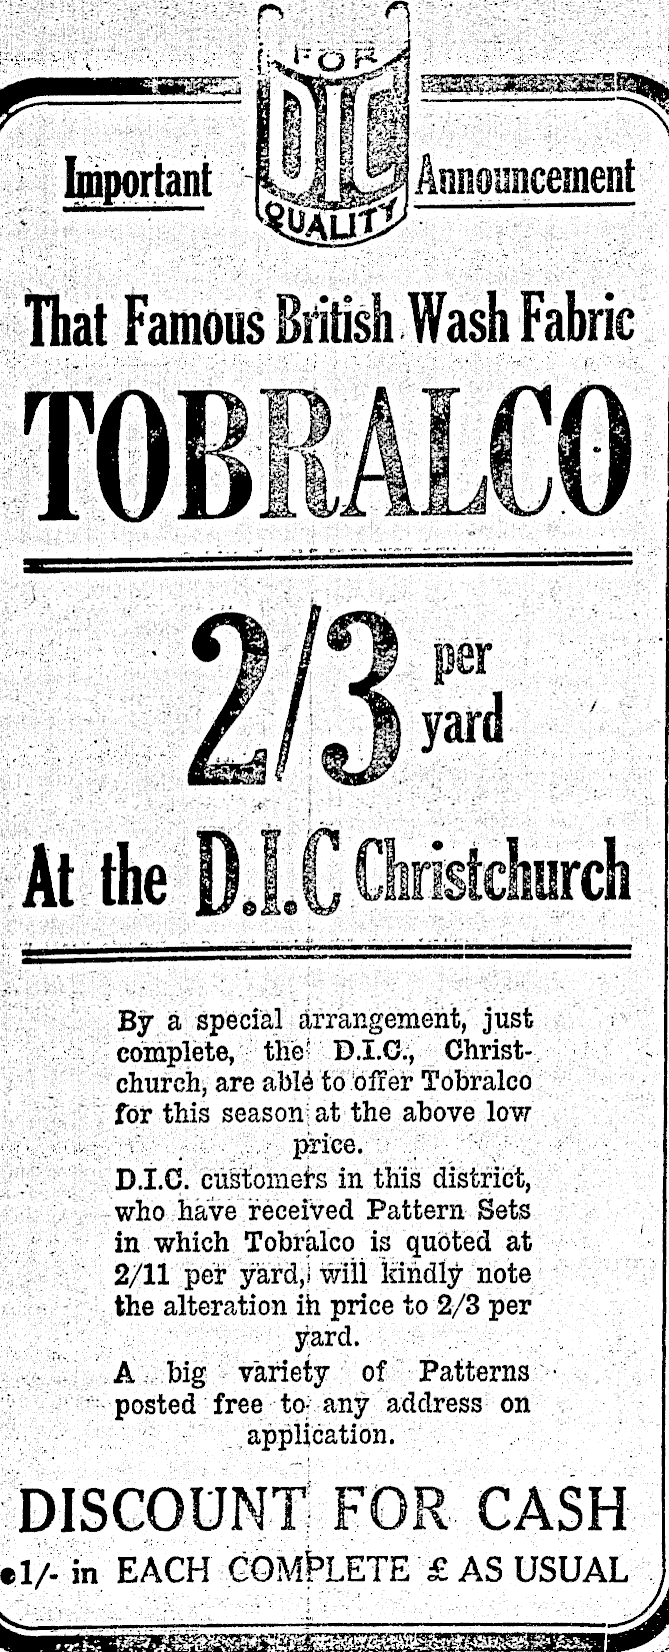 FOR
DIC
QUALITY
Important Announcement
That Famous British Wash Fabric
TOBRALCO
2/3 per
yard
At the D.I.C Christchurch
By a special arrangement, just
complete, the D.I.C., Christ-
church, are able to offer Tobralco
for this season at the above low
price.
D.I.C. customers in this district,
who have received Pattern Sets
in which Tobralco is quoted at
2/11 per yard, will kindly note
the alteration in price to 2/3 per
yard.
A big variety of Patterns
posted free to any address on
application.
DISCOUNT FOR CASH
1/- in EACH COMPLETE £ AS USUAL